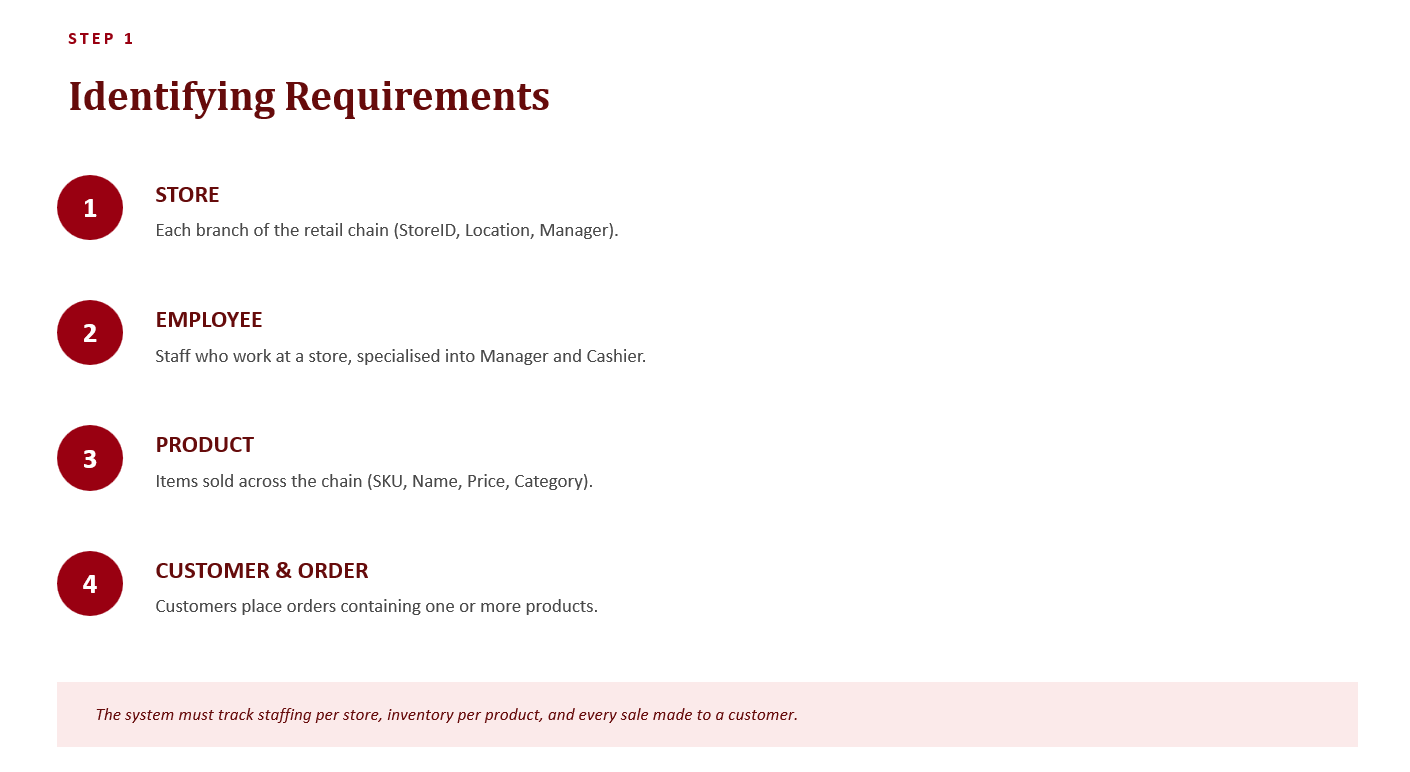 STEP 1
Identifying Requirements
1
STORE
Each branch of the retail chain (StoreID, Location, Manager).
2
EMPLOYEE
Staff who work at a store, specialised into Manager and Cashier.
3
PRODUCT
Items sold across the chain (SKU, Name, Price, Category).
4
CUSTOMER & ORDER
Customers place orders containing one or more products.
The system must track staffing per store, inventory per product, and every sale made to a customer.